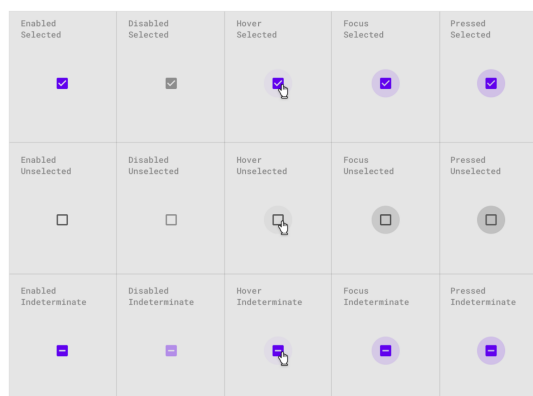 Enabled
Selected
Disabled
Selected
Hover
Selected
Focus
Selected
Pressed
Selected
Enabled
Unselected
Disabled
Unselected
Hover
Unselected
Focus
Unselected
Pressed
Unselected
Enabled
Indeterminate
Disabled
Indeterminate
Hover
Indeterminate
Focus
Indeterminate
Pressed
Indeterminate